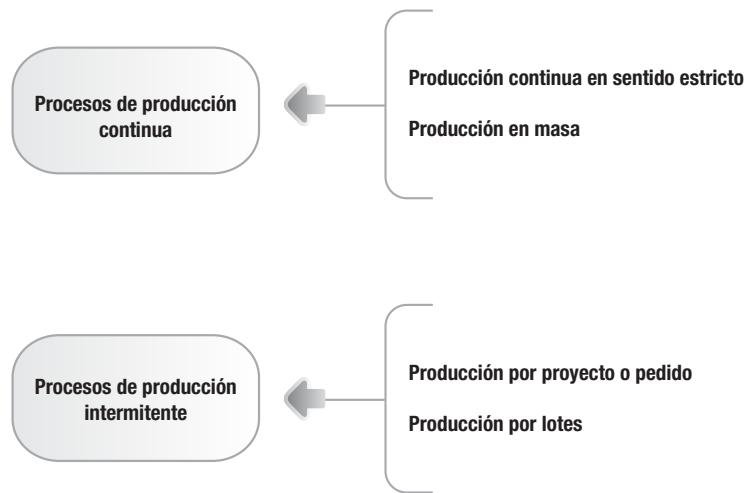 Procesos de producción
continua
Producción continua en sentido estricto
Producción en masa
Procesos de producción
intermitente
Producción por proyecto o pedido
Producción por lotes